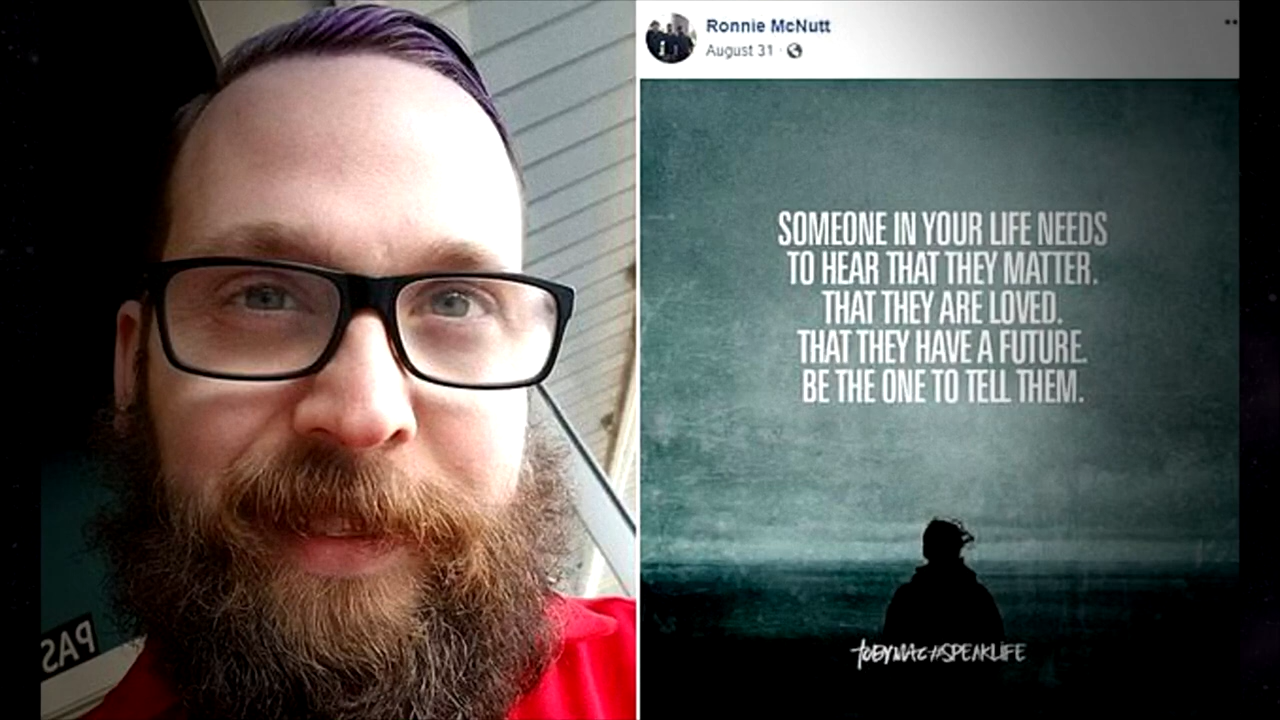 PAS
Ronnie McNutt
August 31
SOMEONE IN YOUR LIFE NEEDS
TO HEAR THAT THEY MATTER.
THAT THEY ARE LOVED.
THAT THEY HAVE A FUTURE.
BE THE ONE TO TELL THEM.
TOBYMAC#SPEAKLIFE